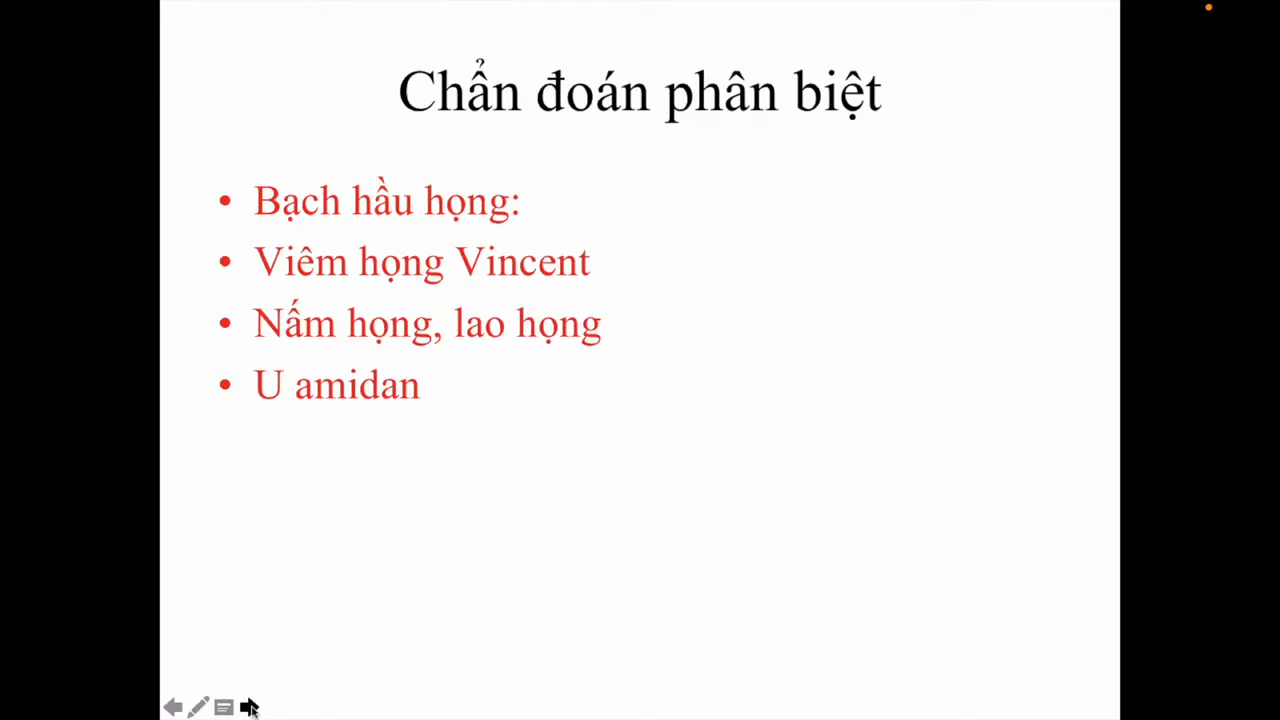 Chẩn đoán phân biệt
• Bạch hầu họng:
• Viêm họng Vincent
• Nấm họng, lao họng
• U amidan